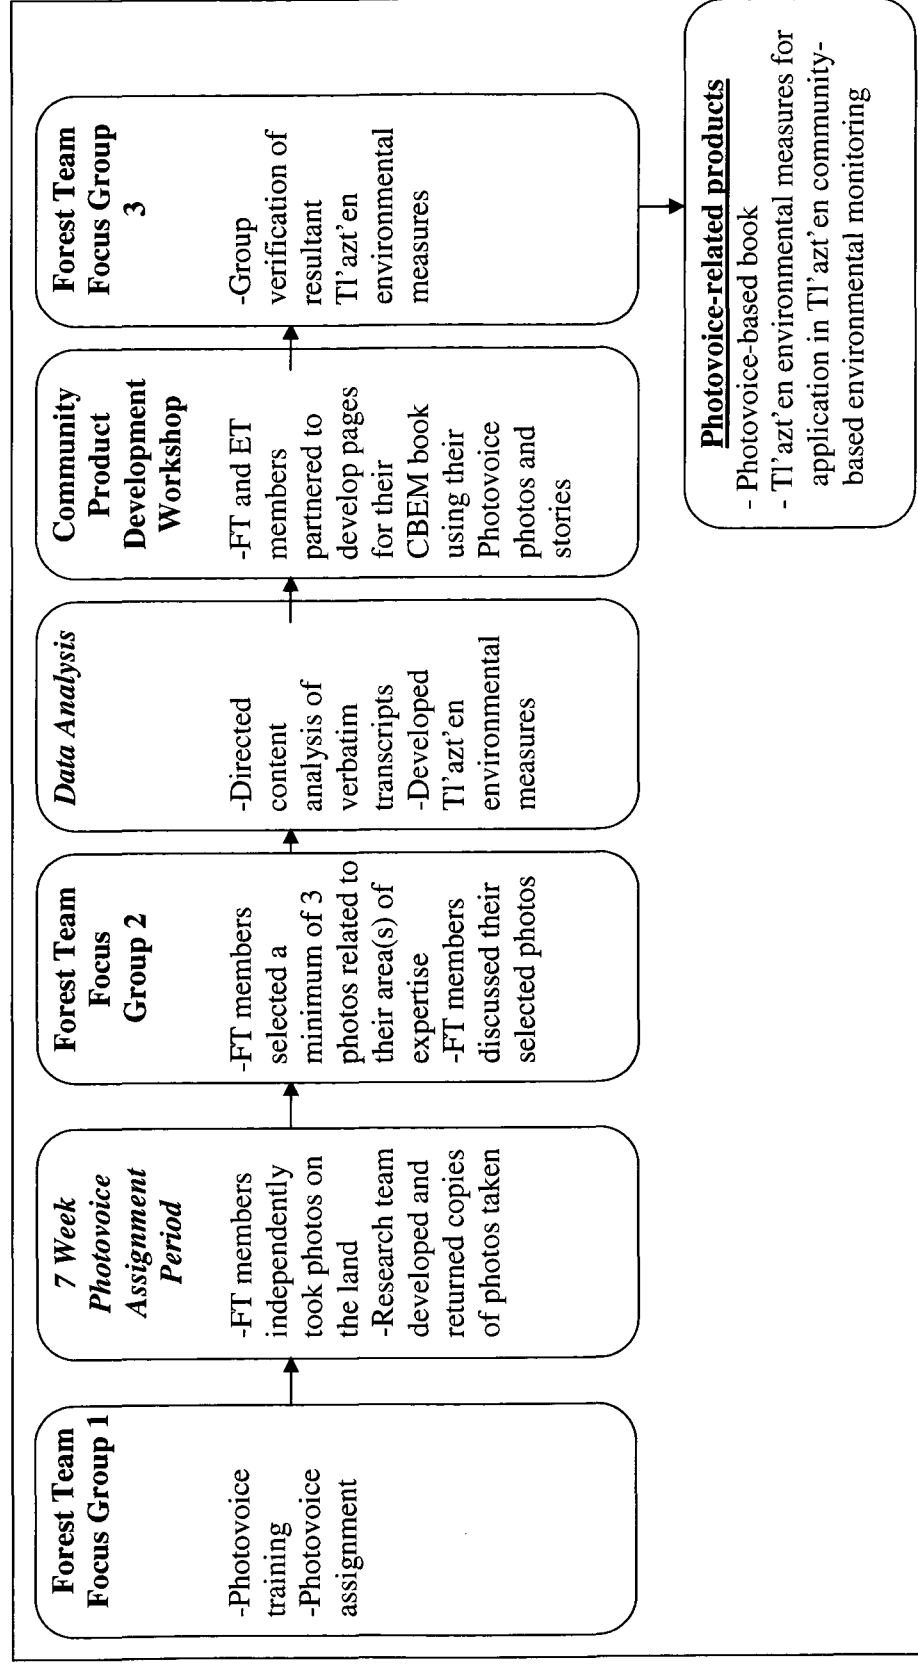 Forest Team
Focus Group 1
-Photovoice
training
-Photovoice
assignment
7 Week
Photovoice
Assignment
Period
-FT members
independently
took photos on
the land
-Research team
developed and
returned copies
of photos taken
Forest Team
Focus
Group 2
-FT members
selected a
minimum of 3
photos related to
their area(s) of
expertise
-FT members
discussed their
selected photos
Data Analysis
-Directed
content
analysis of
verbatim
transcripts
-Developed
Tl'azt'en
environmental
measures
Community
Product
Development
Workshop
-FT and ET
members
partnered to
develop pages
for their
CBEM book
using their
Photovoice
photos and
stories
Forest Team
Focus Group
3
-Group
verification of
resultant
Tl'azt'en
environmental
measures
Photovoice-related products
- Photovoice-based book
- Tl'azt'en environmental measures for
application in Tl'azt'en community-
based environmental monitoring